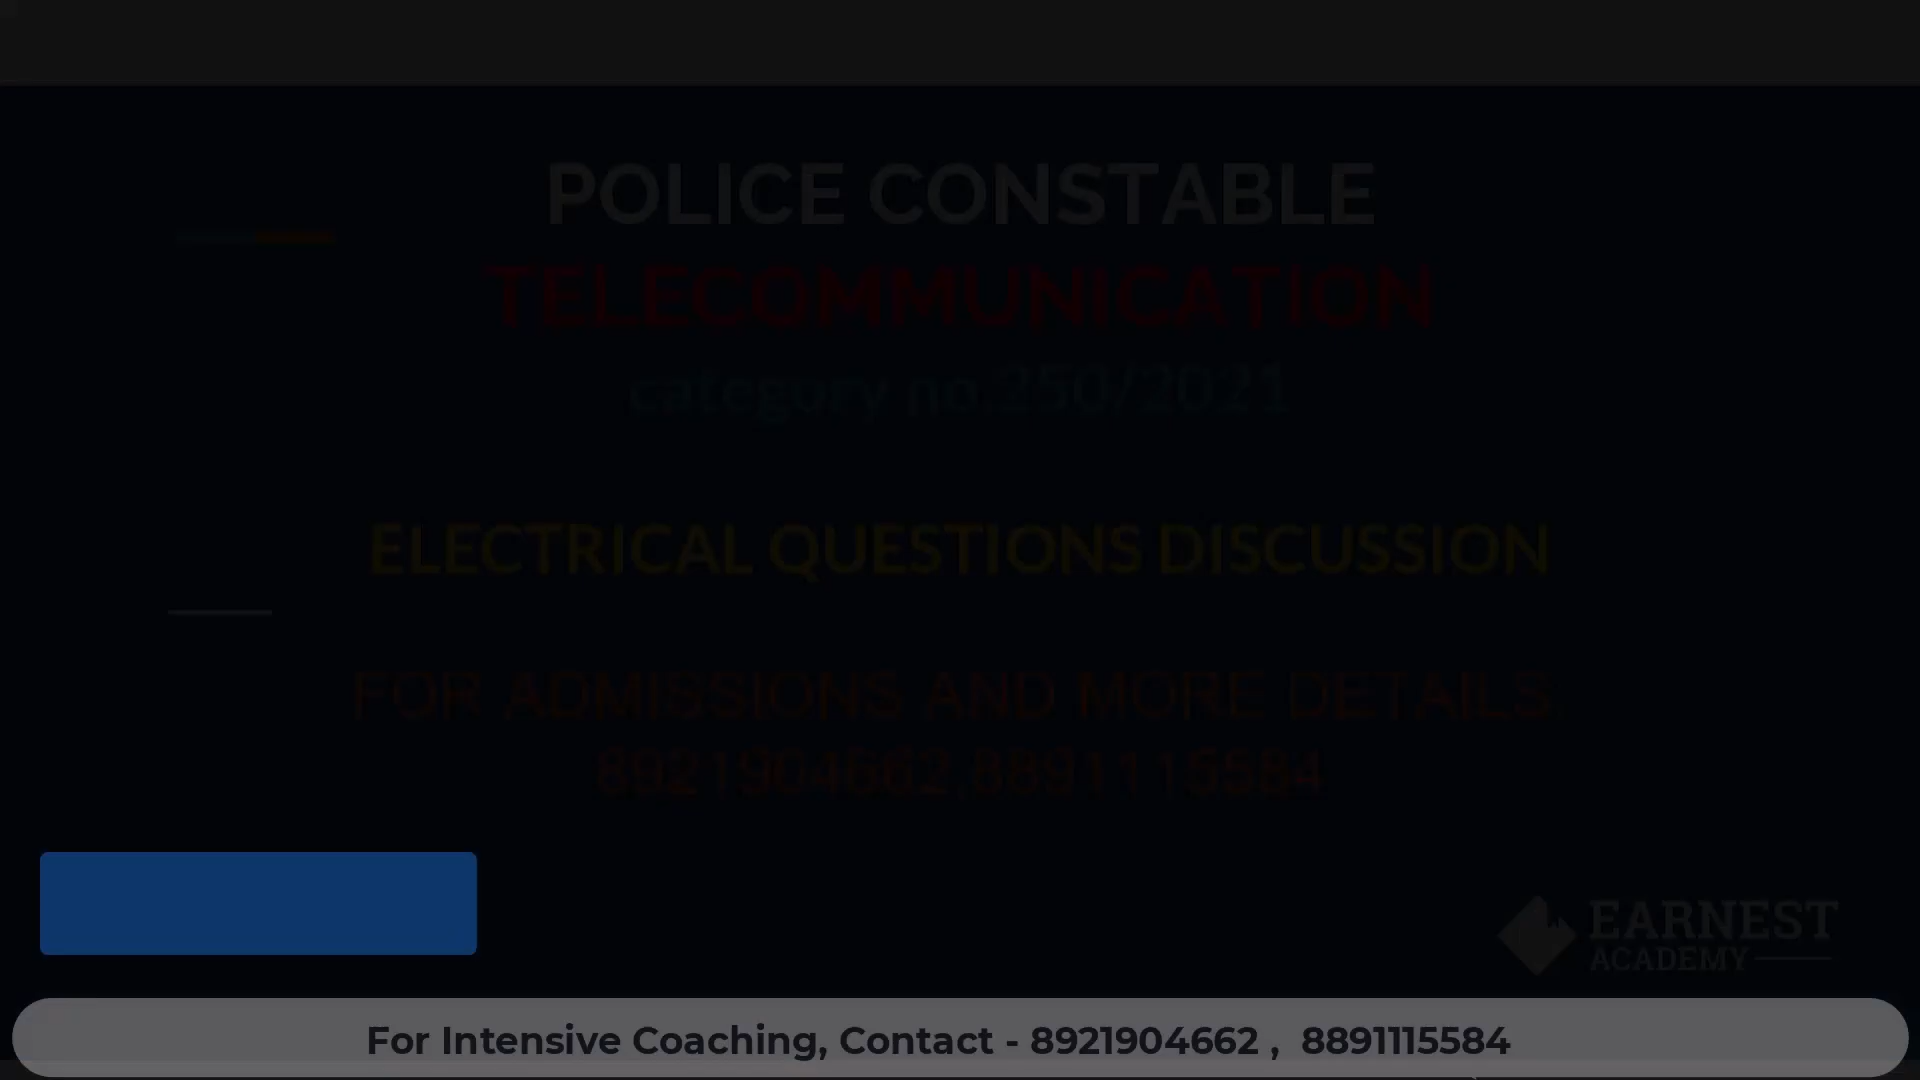 POLICE CONSTABLE
TELECOMMUNICATION
category no.250/2021
ELECTRICAL QUESTIONS DISCUSSION
FOR ADMISSIONS AND MORE DETAILS:
8921904662,8891115584
EARNEST
ACADEMY
For Intensive Coaching, Contact - 8921904662 , 8891115584